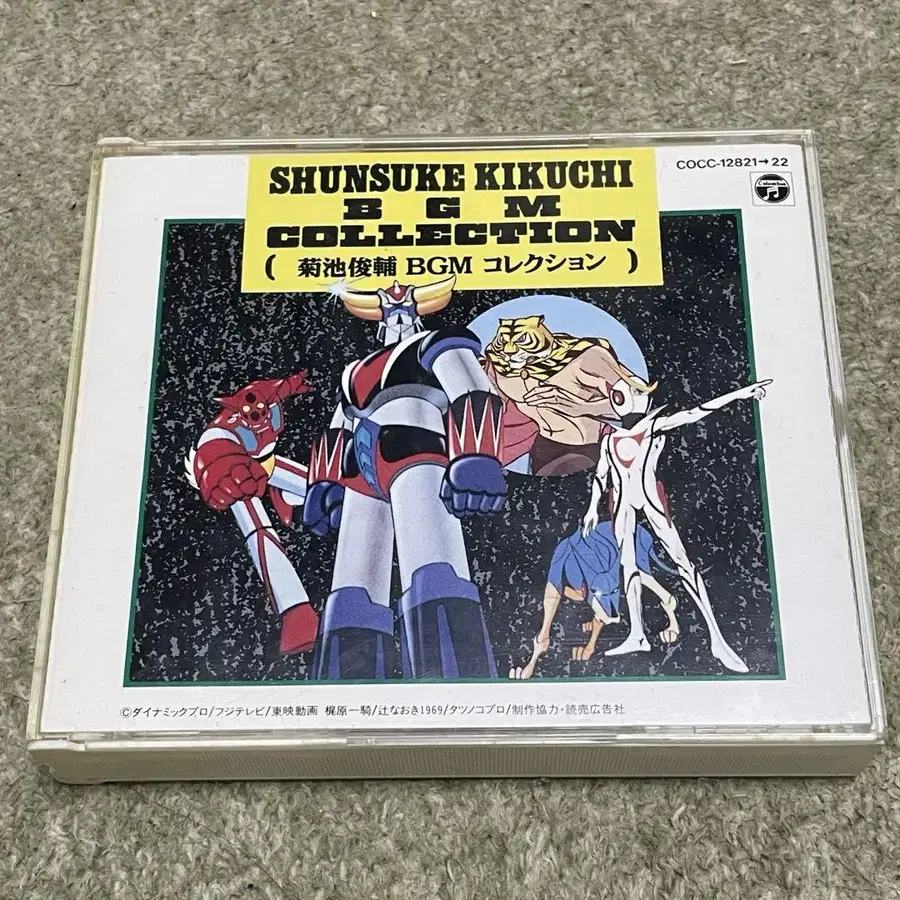 SHUNSUKE KIKUCHI
BGM
COLLECTION
( 菊池俊輔 BGM コレクション )
COCC-12821→22
Columbia
©ダイナミックプロ/フジテレビ/東映動画 梶原一騎/辻なおき1969/タツノコプロ/制作協力・読売広告社